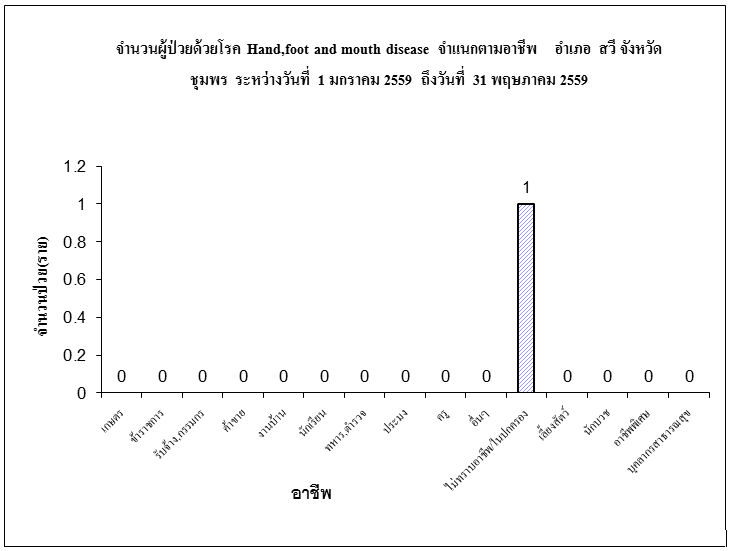 จำนวนผู้ป่วยด้วยโรค Hand,foot and mouth disease จำแนกตามอาชีพ อำเภอ สวี จังหวัด
ชุมพร ระหว่างวันที่ 1 มกราคม 2559 ถึงวันที่ 31 พฤษภาคม 2559
จำนวนป่วย(ราย)
1.2
1
0.8
0.6
0.4
0.2
0
0 0 0 0 0 0 0 0 0 0 1 0 0 0 0
เกษตร
ข้าราชการ
รับจ้าง,กรรมกร
ค้าขาย
งานบ้าน
นักเรียน
ทหาร,ตำรวจ
ประมง
ครู
อื่นๆ
ไม่ทราบอาชีพ/ในปกครอง
เลี้ยงสัตว์
นักบวช
อาชีพพิเศษ
บุคลากรสาธารณสุข
อาชีพ